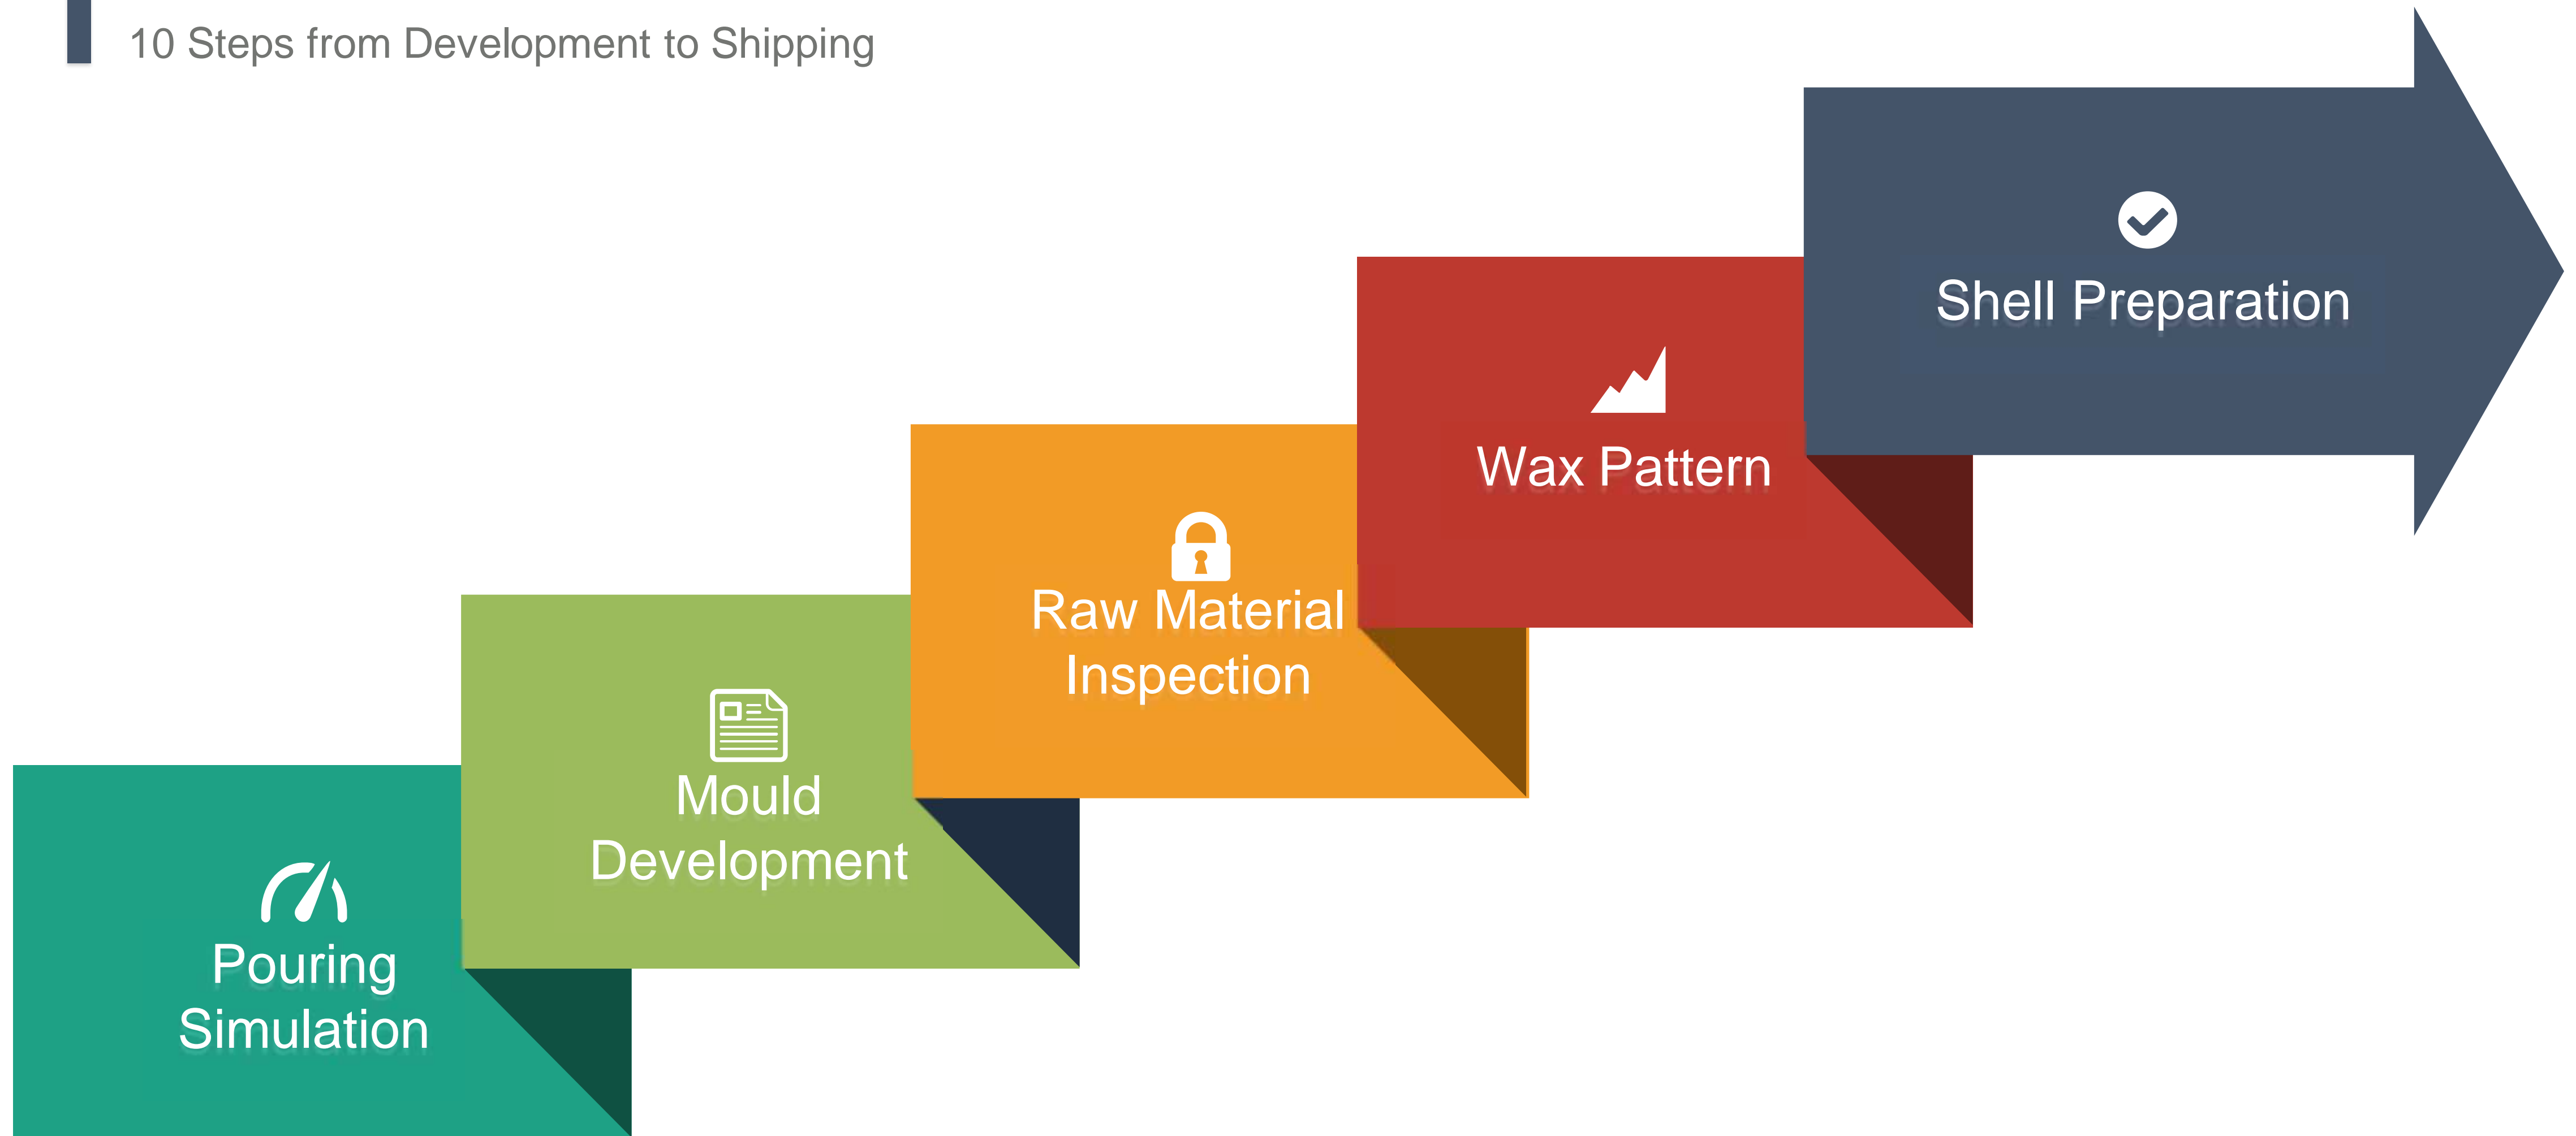 10 Steps from Development to Shipping
Pouring
Simulation
Mould
Development
Raw Material
Inspection
Wax Pattern
Shell Preparation